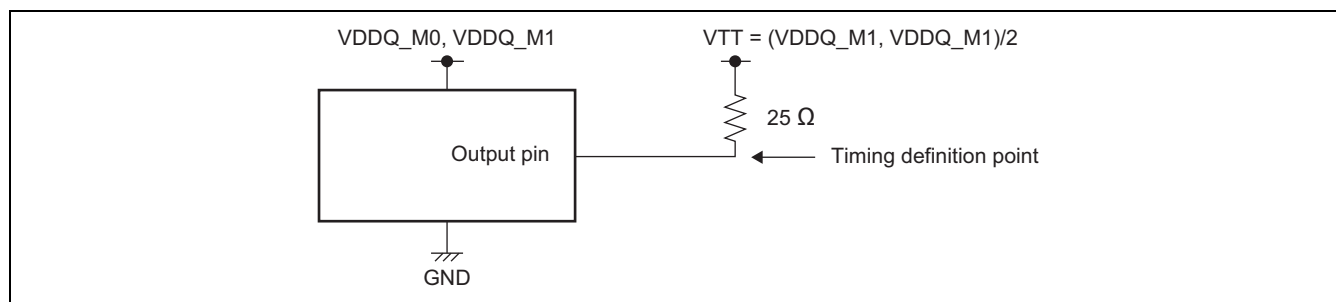 VDDQ_M0, VDDQ_M1
VTT = (VDDQ_M1, VDDQ_M1)/2
25 Ω
Output pin
Timing definition point
GND